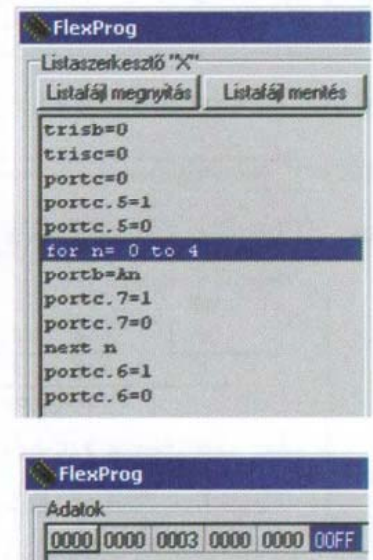 FlexProg
Listaszerkesztő "X"
Listafájl megnyitás Listafájl mentés
trisb=0
trisc=0
portc=0
portc.5=1
portc.5=0
for n= 0 to 4
portb=An
portc.7=1
portc.7=0
next n
portc.6=1
portc.6=0
FlexProg
Adatok
0000 0000 0003 0000 0000 00FF